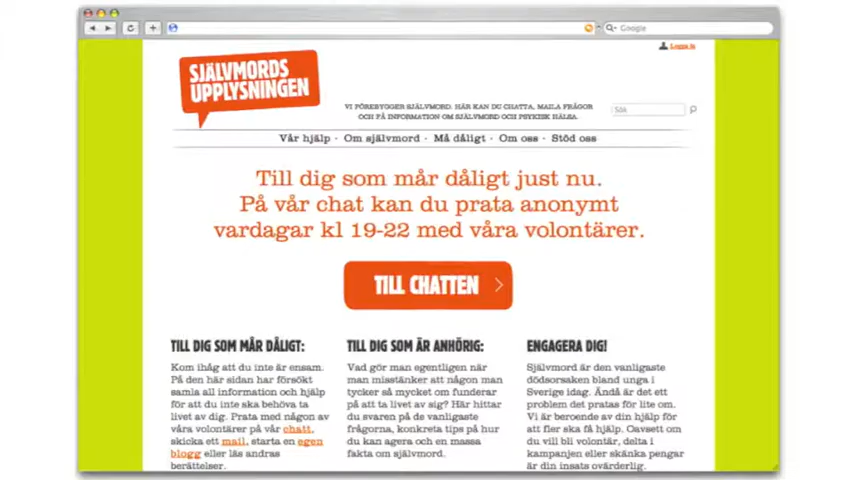 Google
Logga in
SJÄLVMORDS
UPPLYSNINGEN
VI FÖREBYGGER SJÄLVMORD. HÄR KAN DU CHATTA, MAILA FRÅGOR
OCH FÅ INFORMATION OM SJÄLVMORD OCH PSYKISK HÄLSA.
Sök
Vår hjälp · Om självmord · Må dåligt · Om oss · Stöd oss
Till dig som mår dåligt just nu.
På vår chat kan du prata anonymt
vardagar kl 19-22 med våra volontärer.
TILL CHATTEN
TILL DIG SOM MÅR DÅLIGT:
Kom ihåg att du inte är ensam.
På den här sidan har försökt
samla all information och hjälp
för att du inte ska behöva ta
livet av dig. Prata med någon av
våra volontärer på vår chatt,
skicka ett mail, starta en egen
blogg eller läs andras
berättelser.
TILL DIG SOM ÄR ANHÖRIG:
Vad gör man egentligen när
man misstänker att någon man
tycker så mycket om funderar
på att ta livet av sig? Här hittar
du svaren på de vanligaste
frågorna, konkreta tips på hur
du kan agera och en massa
fakta om självmord.
ENGAGERA DIG!
Självmord är den vanligaste
dödsorsaken bland unga i
Sverige idag. Ändå är det ett
problem det pratas för lite om.
Vi är beroende av din hjälp för
att fler ska få hjälp. Oavsett om
du vill bli volontär, delta i
kampanjen eller skänka pengar
är din insats ovärderlig.